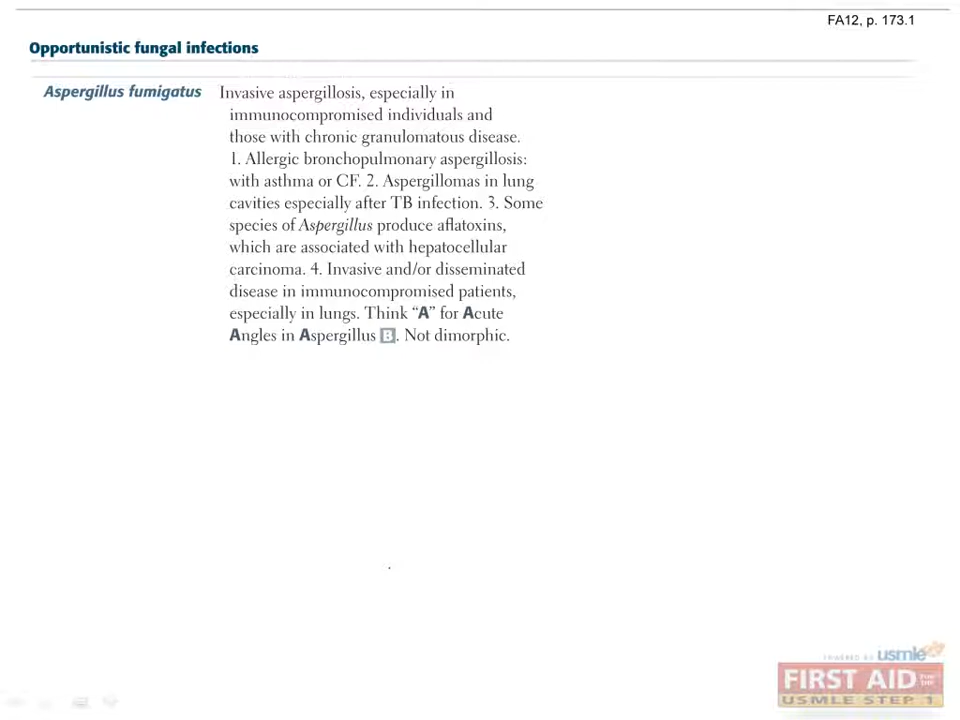 FA12, p. 173.1
Opportunistic fungal infections
Aspergillus fumigatus
Invasive aspergillosis, especially in
immunocompromised individuals and
those with chronic granulomatous disease.
1. Allergic bronchopulmonary aspergillosis:
with asthma or CF. 2. Aspergillomas in lung
cavities especially after TB infection. 3. Some
species of Aspergillus produce aflatoxins,
which are associated with hepatocellular
carcinoma. 4. Invasive and/or disseminated
disease in immunocompromised patients,
especially in lungs. Think “A” for Acute
Angles in Aspergillus B. Not dimorphic.
POWERED BY usmle
FIRST AID FOR THE
USMLE STEP 1